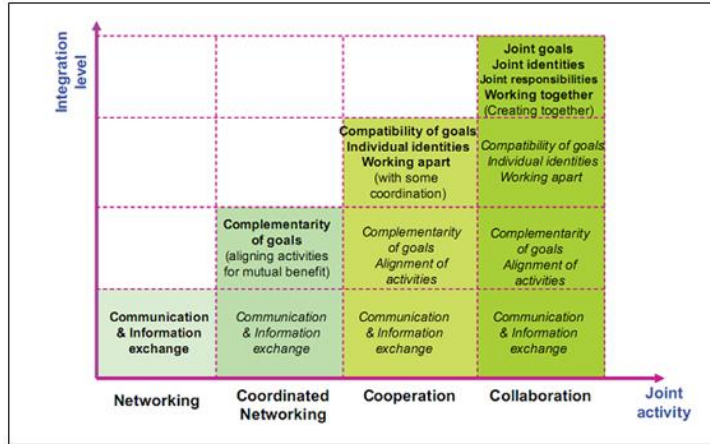 Integration
level
Joint goals
Joint identities
Joint responsibilities
Working together
(Creating together)
Compatibility of goals
Individual identities
Working apart
(with some
coordination)
Compatibility of goals
Individual identities
Working apart
Complementarity
of goals
(aligning activities
for mutual benefit)
Complementarity
of goals
Alignment of
activities
Complementarity
of goals
Alignment of
activities
Communication
& Information
exchange
Communication
& Information
exchange
Communication
& Information
exchange
Communication
& Information
exchange
Networking
Coordinated
Networking
Cooperation
Collaboration
Joint
activity